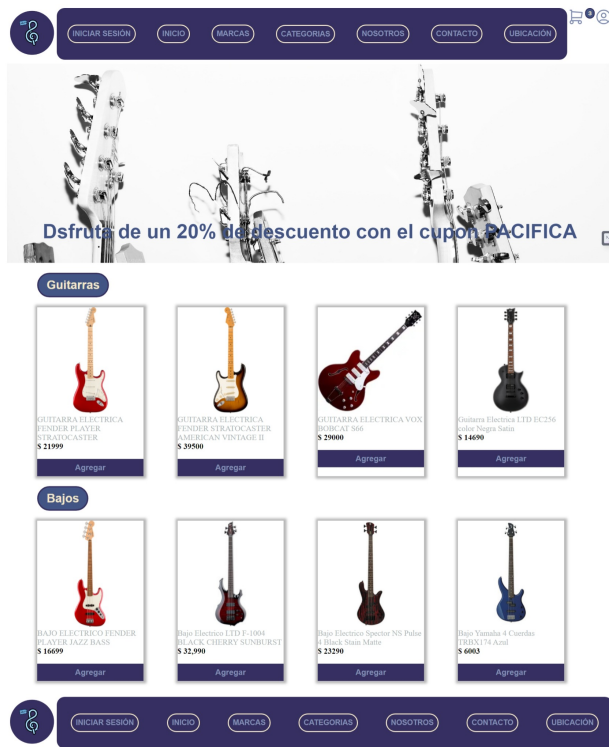 INICIAR SESIÓN INICIO MARCAS CATEGORIAS NOSOTROS CONTACTO UBICACIÓN 3
Dsfruta de un 20% de descuento con el cupon PACIFICA
Guitarras
GUITARRA ELECTRICA
FENDER PLAYER
STRATOCASTER
$ 21999
Agregar
GUITARRA ELECTRICA
FENDER STRATOCASTER
AMERICAN VINTAGE II
$ 39500
Agregar
GUITARRA ELECTRICA VOX
BOBCAT S66
$ 29000
Agregar
Guitarra Electrica LTD EC256
color Negra Satin
$ 14690
Agregar
Bajos
BAJO ELECTRICO FENDER
PLAYER JAZZ BASS
$ 16699
Agregar
Bajo Electrico LTD F-1004
BLACK CHERRY SUNBURST
$ 32,990
Agregar
Bajo Electrico Spector NS Pulse
4 Black Stain Matte
$ 23290
Agregar
Bajo Yamaha 4 Cuerdas
TRBX174 Azul
$ 6003
Agregar
INICIAR SESIÓN INICIO MARCAS CATEGORIAS NOSOTROS CONTACTO UBICACIÓN